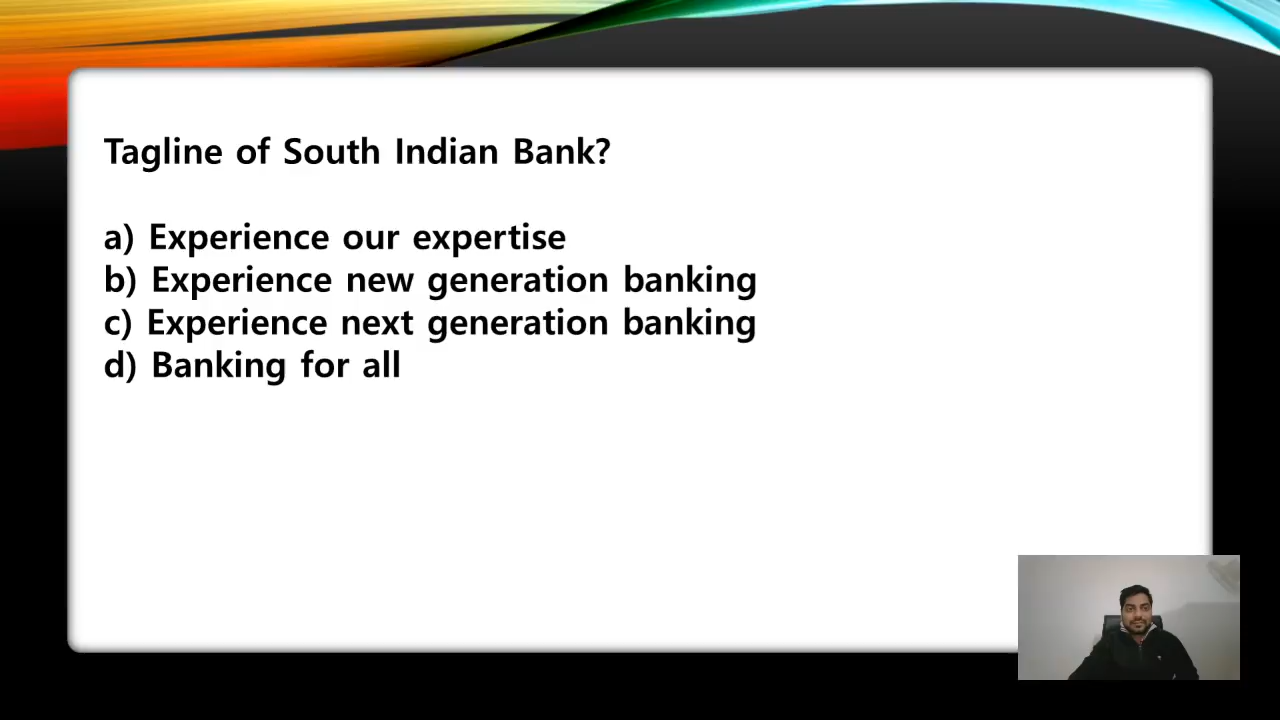 Tagline of South Indian Bank?
a) Experience our expertise
b) Experience new generation banking
c) Experience next generation banking
d) Banking for all